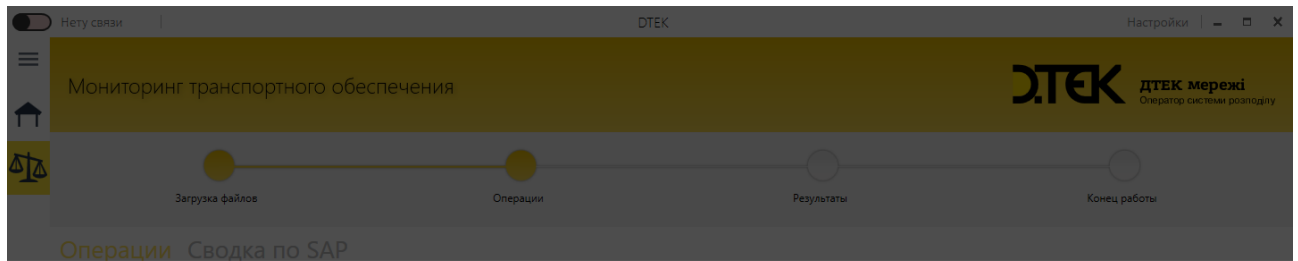 Нету связи
DTEK
Настройки
Мониторинг транспортного обеспечения
D.TEK
ДТЕК мережі
Оператор системи розподілу
Загрузка файлов
Операции
Результаты
Конец работы
Операции Сводка по SAP